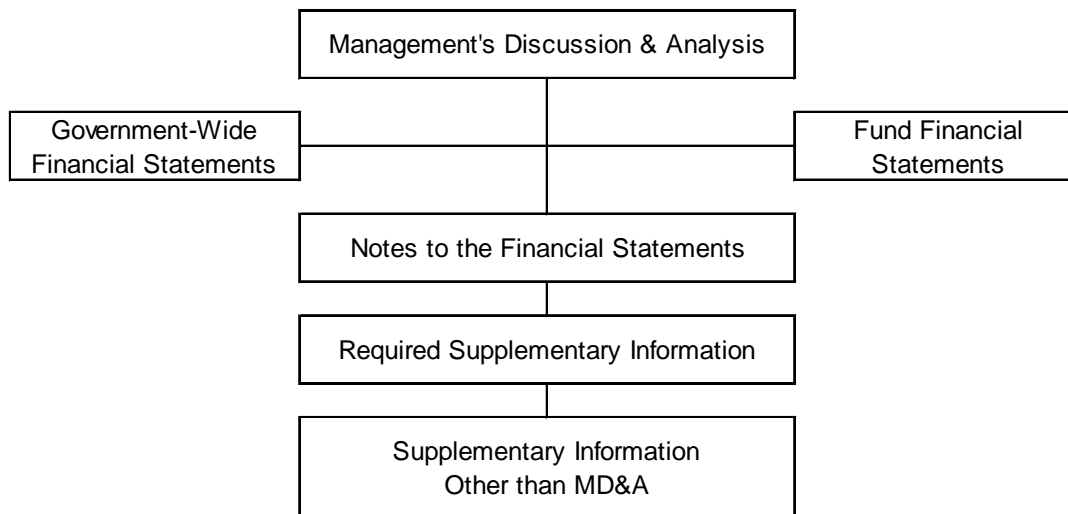 Management's Discussion & Analysis
Government-Wide
Financial Statements
Fund Financial
Statements
Notes to the Financial Statements
Required Supplementary Information
Supplementary Information
Other than MD&A